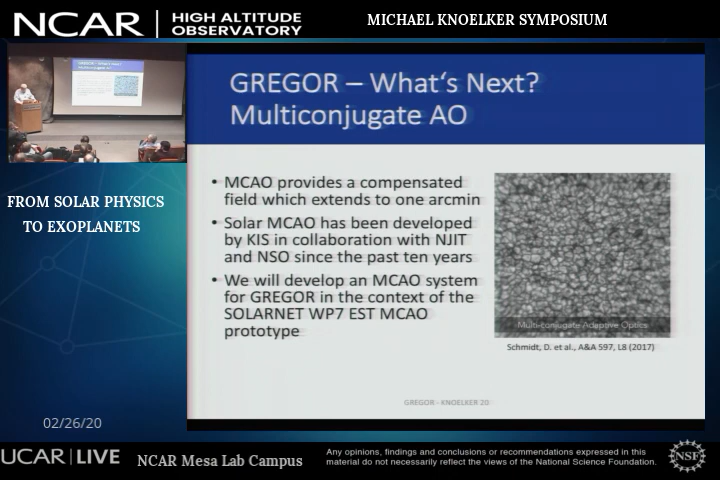 NCAR
HIGH ALTITUDE
OBSERVATORY
MICHAEL KNOELKER SYMPOSIUM
GREGOR – What's Next?
Multiconjugate AO
FROM SOLAR PHYSICS
TO EXOPLANETS
• MCAO provides a compensated
field which extends to one arcmin
• Solar MCAO has been developed
by KIS in collaboration with NJIT
and NSO since the past ten years
• We will develop an MCAO system
for GREGOR in the context of the
SOLARNET WP7 EST MCAO
prototype
Multi-conjugate Adaptive Optics
Schmidt, D. et al., A&A 597, L8 (2017)
GREGOR - KNOELKER 20
02/26/20
UCAR | LIVE
NCAR Mesa Lab Campus
Any opinions, findings and conclusions or recommendations expressed in this
material do not necessarily reflect the views of the National Science Foundation.
NSF